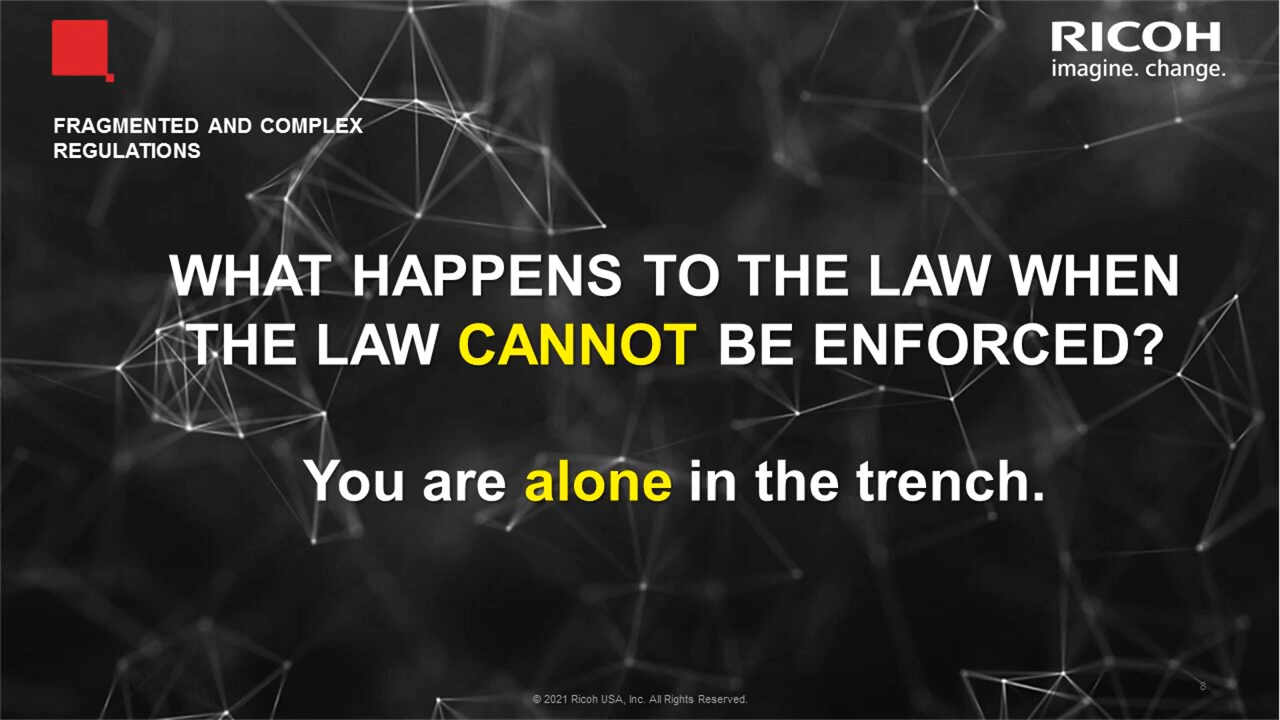 RICOH
imagine. change.
FRAGMENTED AND COMPLEX
REGULATIONS
WHAT HAPPENS TO THE LAW WHEN
THE LAW CANNOT BE ENFORCED?
You are alone in the trench.
8
© 2021 Ricoh USA, Inc. All Rights Reserved.